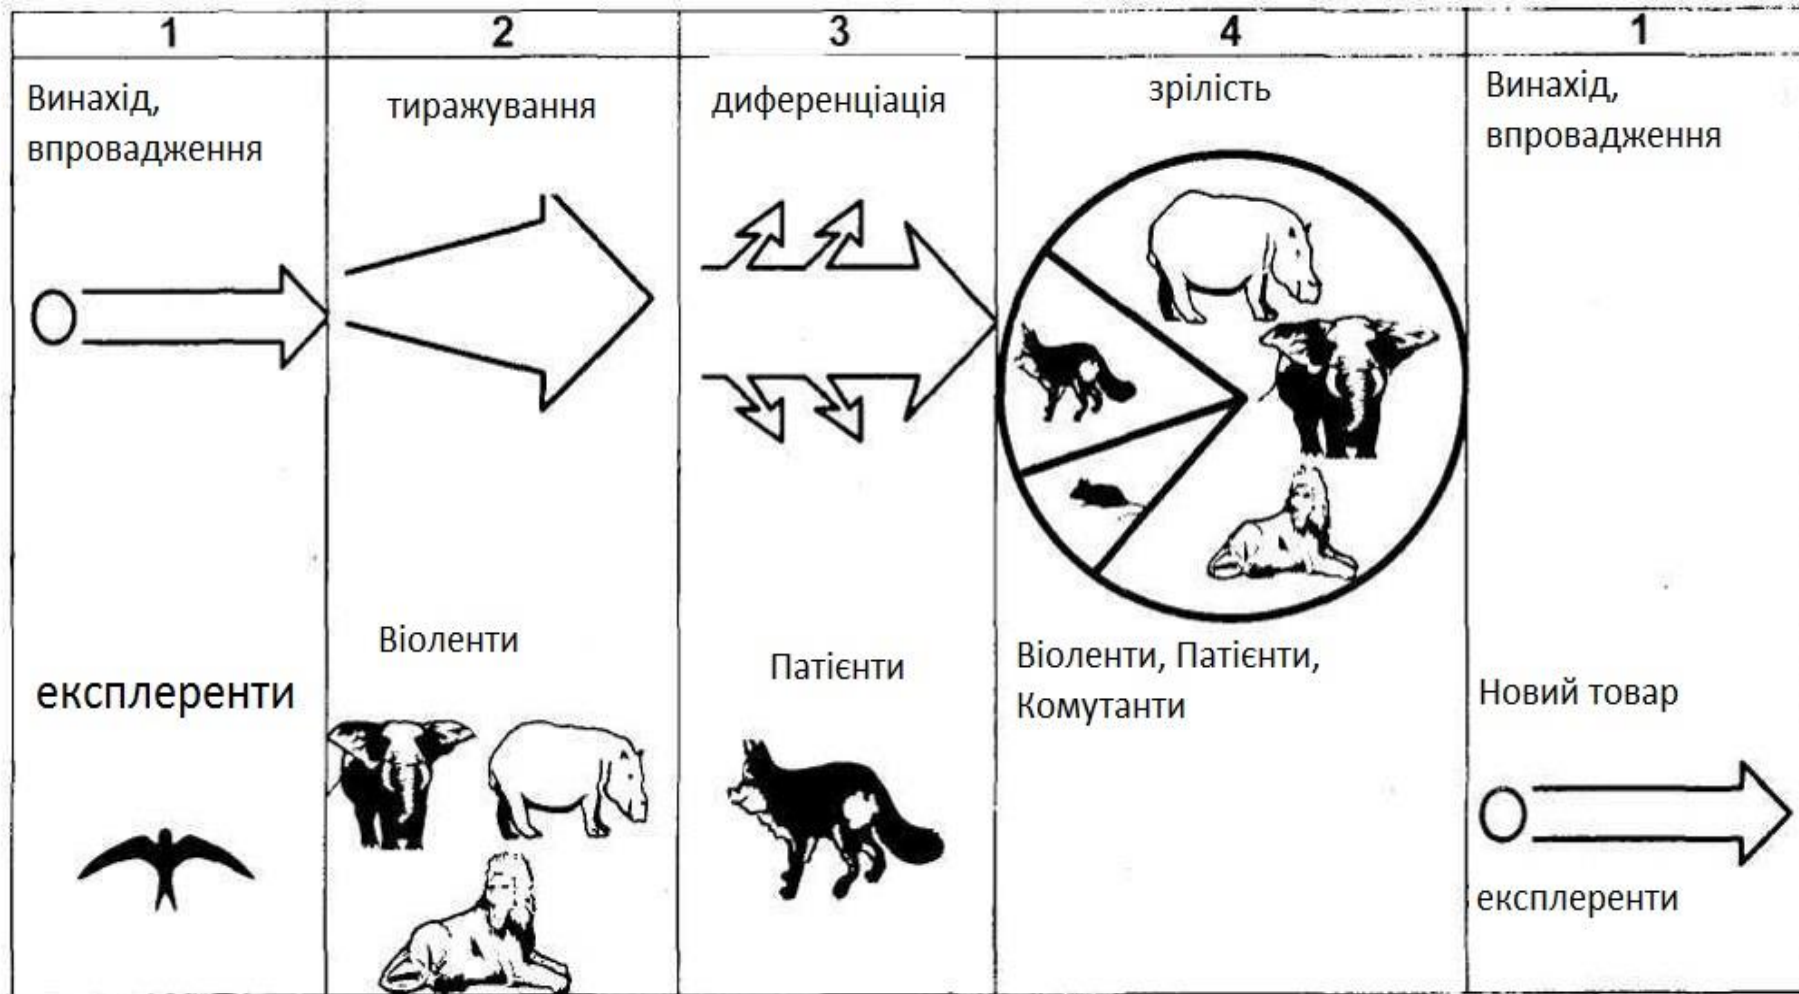 1
2
3
4
1
Винахід,
впровадження
тиражування
диференціація
зрілість
Винахід,
впровадження
експлеренти
Віоленти
Патієнти
Віоленти, Патієнти,
Комутанти
Новий товар
експлеренти